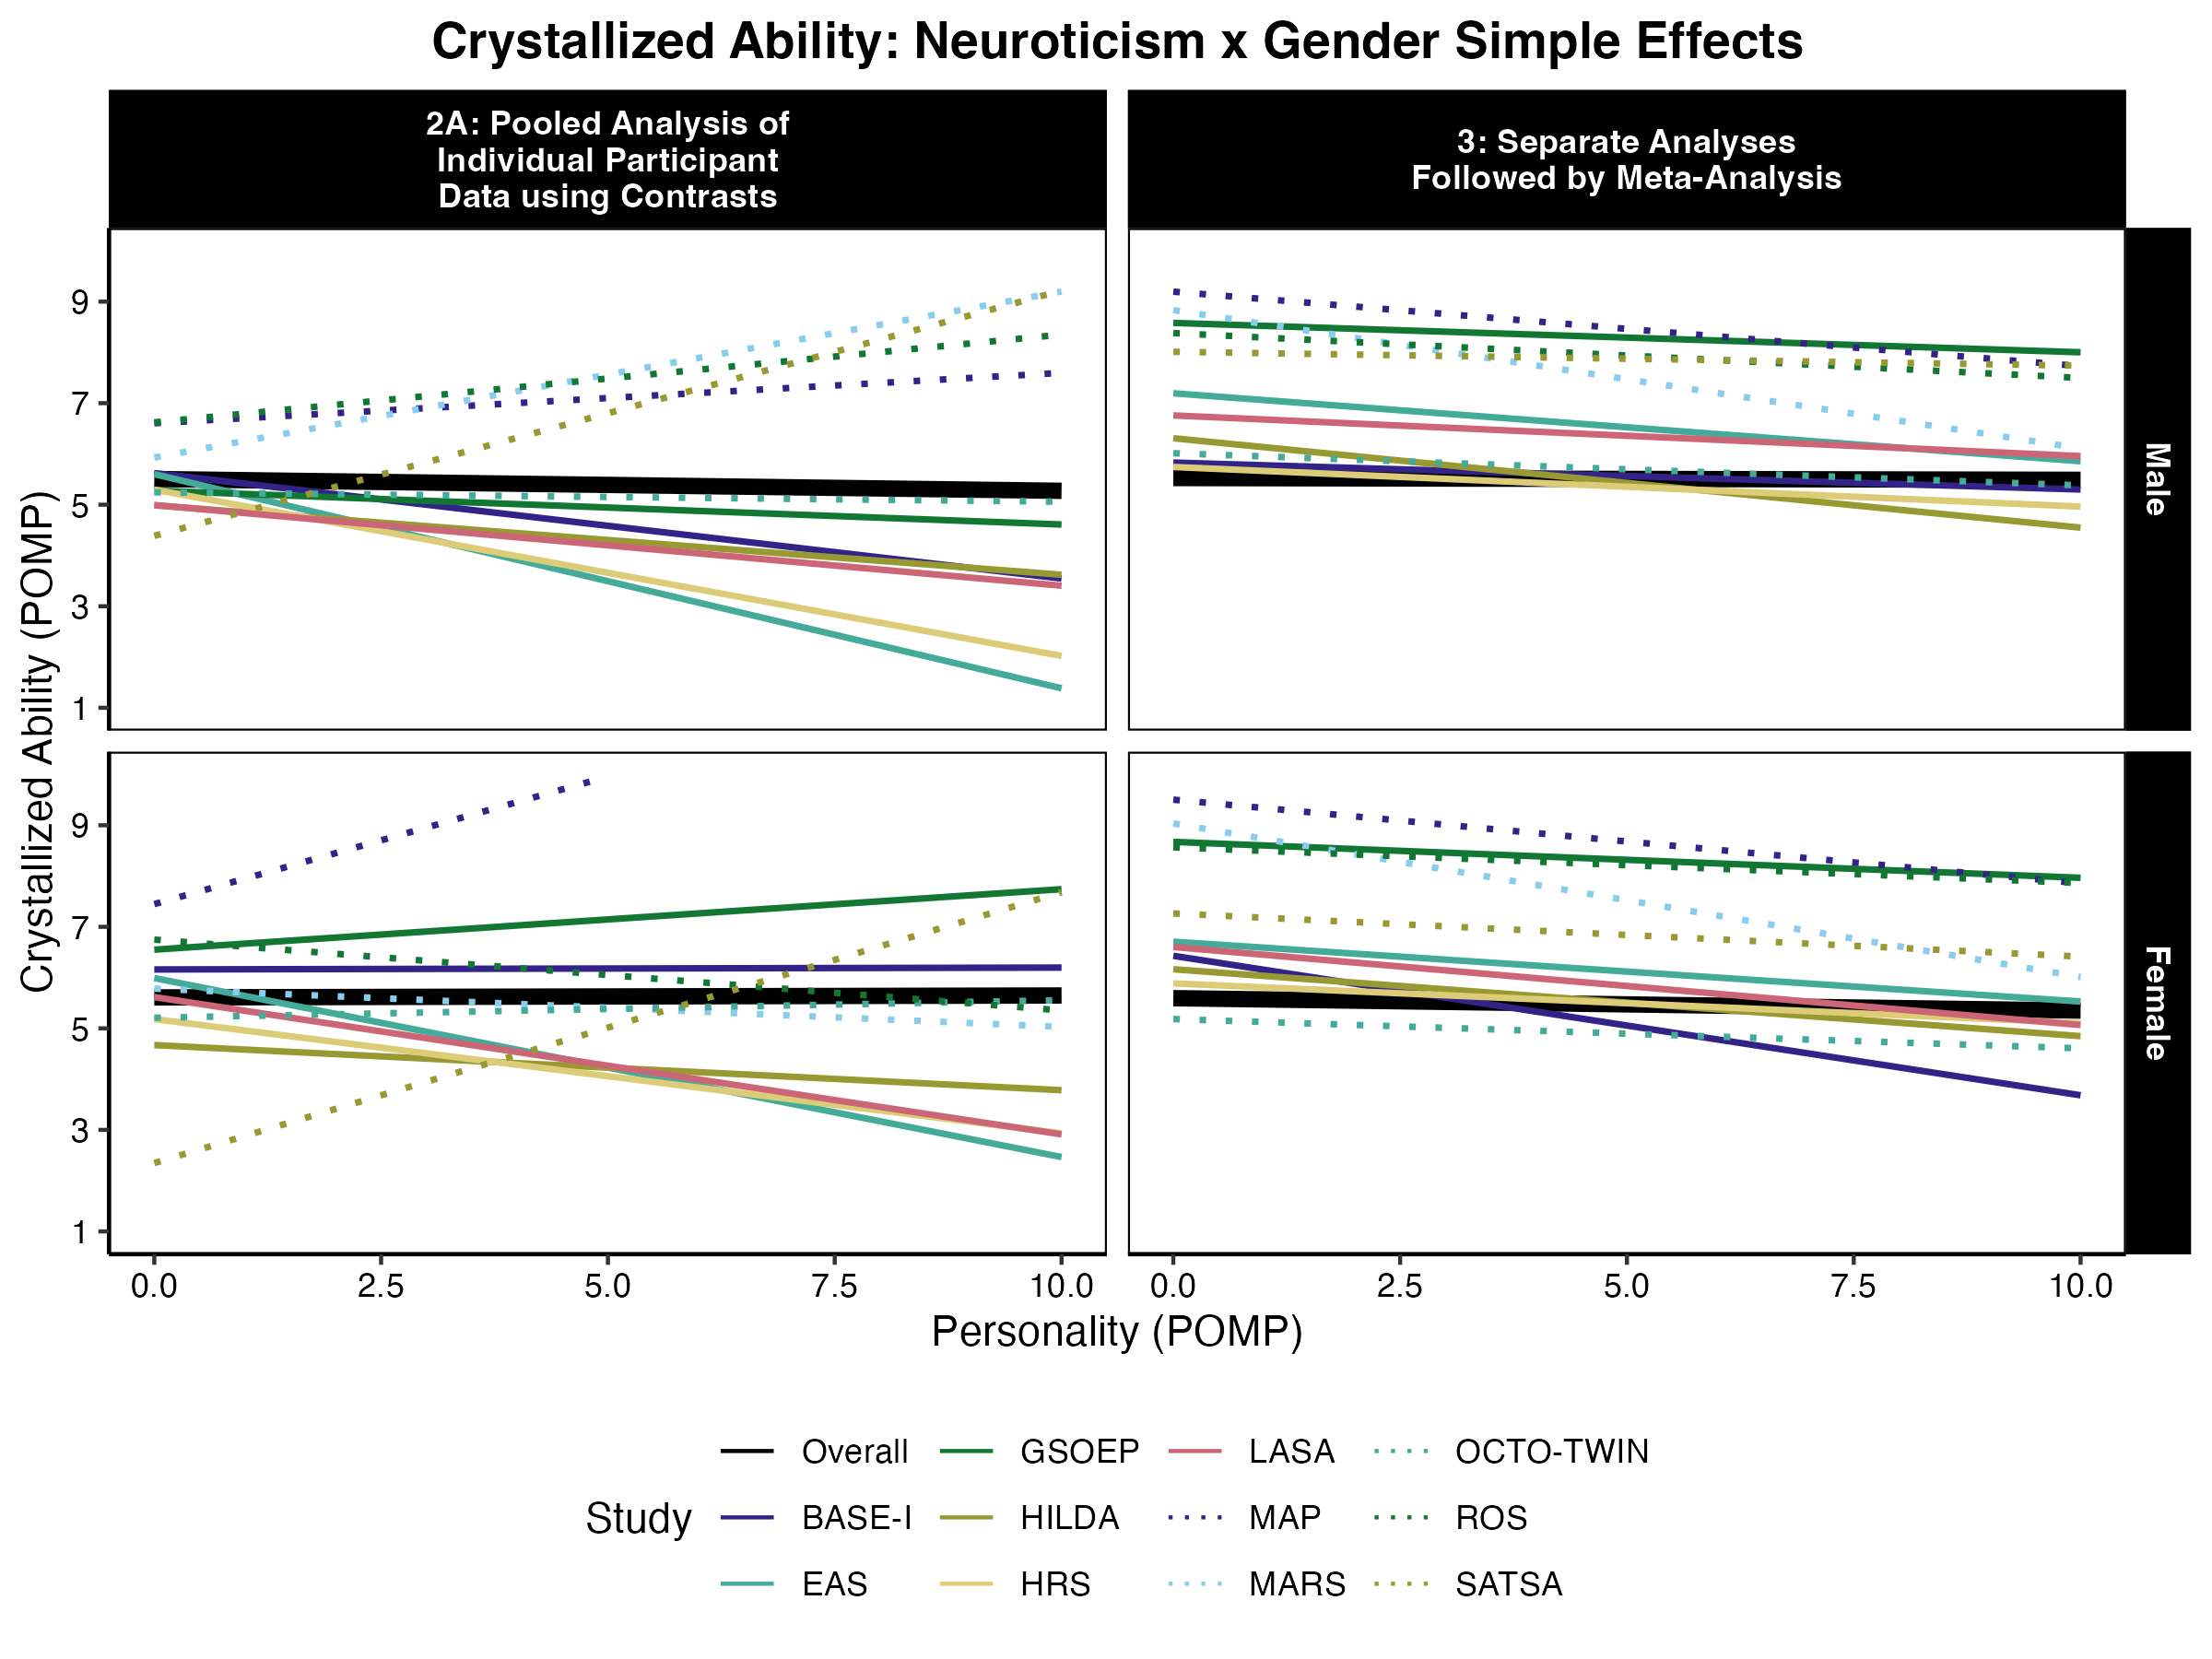 Crystallized Ability: Neuroticism x Gender Simple Effects
2A: Pooled Analysis of
Individual Participant
Data using Contrasts
3: Separate Analyses
Followed by Meta-Analysis
Crystallized Ability (POMP)
9
7
5
3
1
Male
9
7
5
3
1
Female
0.0 2.5 5.0 7.5 10.0
0.0 2.5 5.0 7.5 10.0
Personality (POMP)
Study
Overall GSOEP LASA OCTO-TWIN
BASE-I HILDA MAP ROS
EAS HRS MARS SATSA